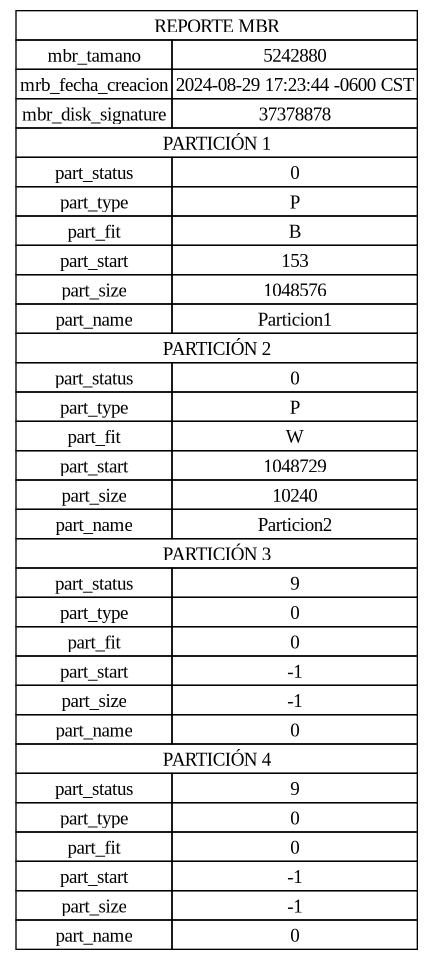 REPORTE MBR
mbr_tamano 5242880
mrb_fecha_creacion 2024-08-29 17:23:44 -0600 CST
mbr_disk_signature 37378878
PARTICIÓN 1
part_status 0
part_type P
part_fit B
part_start 153
part_size 1048576
part_name Particion1
PARTICIÓN 2
part_status 0
part_type P
part_fit W
part_start 1048729
part_size 10240
part_name Particion2
PARTICIÓN 3
part_status 9
part_type 0
part_fit 0
part_start -1
part_size -1
part_name 0
PARTICIÓN 4
part_status 9
part_type 0
part_fit 0
part_start -1
part_size -1
part_name 0